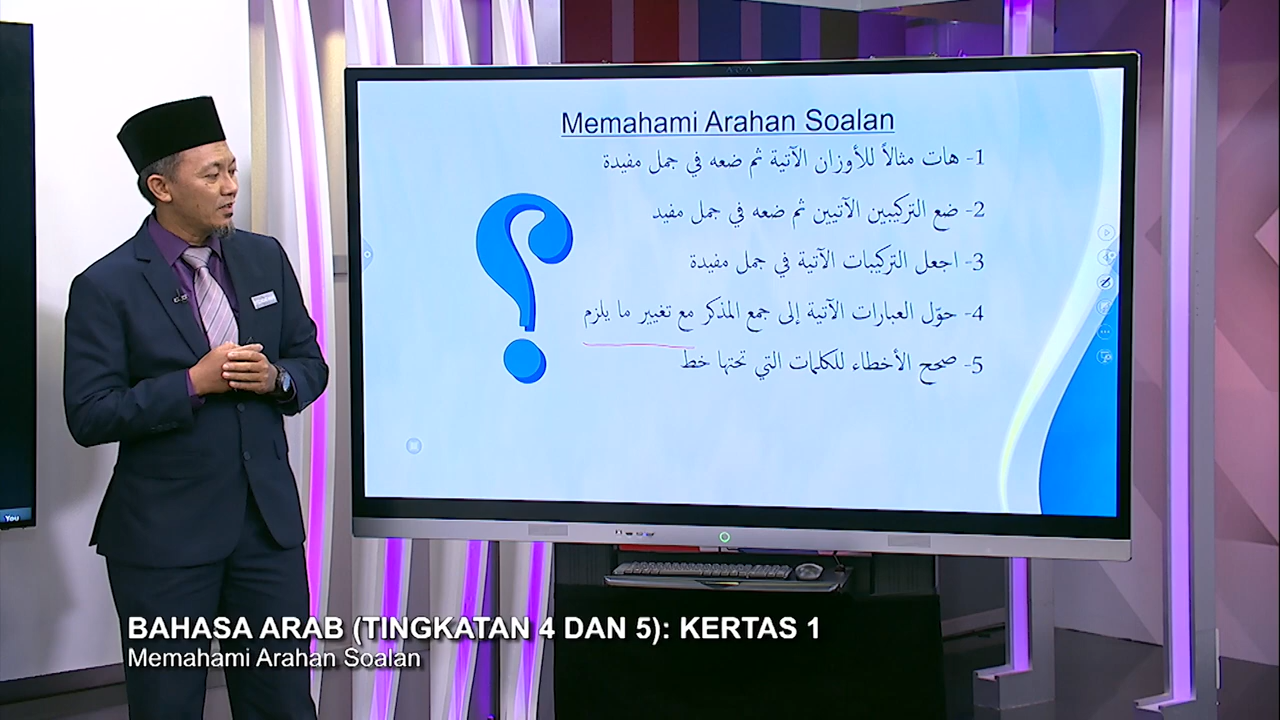 Memahami Arahan Soalan
1- هات مثالاً للأوزان الآتية ثم ضعه في جمل مفيدة
2- ضع التركيبين الآتيين ثم ضعه في جمل مفيد
3- اجعل التركيبات الآتية في جمل مفيدة
4- حوّل العبارات الآتية إلى جمع المذكر مع تغيير ما يلزم
5- صحح الأخطاء للكلمات التي تحتها خط
You
BAHASA ARAB (TINGKATAN 4 DAN 5): KERTAS 1
Memahami Arahan Soalan